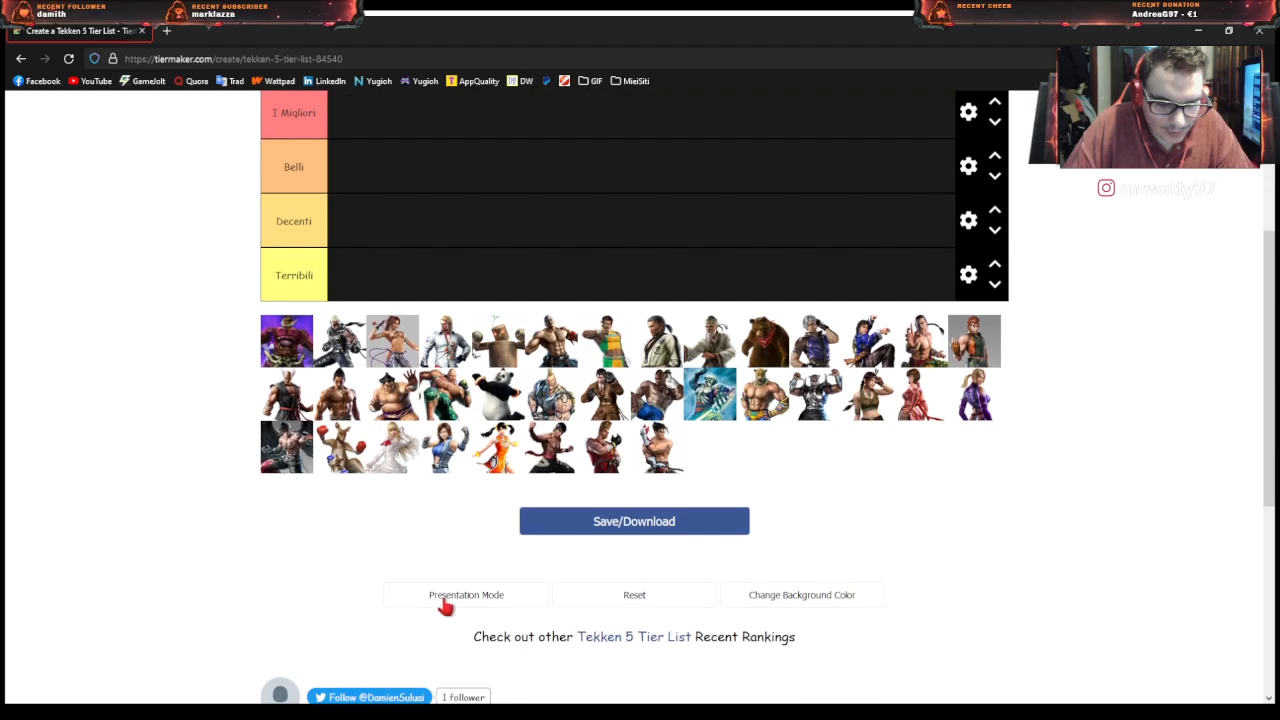 RECENT FOLLOWER
damith
RECENT SUBSCRIBER
marklazza
RECENT CHEER
RECENT DONATION
AndreaG97 - €1
Create a Tekken 5 Tier List - Tier
https://tiermaker.com/create/tekken-5-tier-list-84540
Facebook YouTube GameJolt Quora Trad Wattpad LinkedIn Yugioh Yugioh AppQuality DW GIF MieiSiti
I Migliori
mrwatty97
Belli
Decenti
Terribili
Save/Download
Presentation Mode Reset Change Background Color
Check out other Tekken 5 Tier List Recent Rankings
Follow @DamienSuluai 1 follower